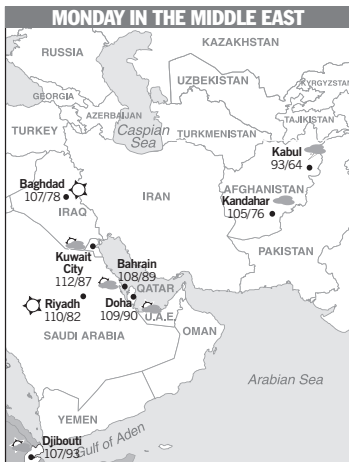 MONDAY IN THE MIDDLE EAST
KAZAKHSTAN
RUSSIA
UZBEKISTAN
KYRGYZSTAN
GEORGIA
AZERBAIJAN
TAJIKISTAN
TURKEY
Caspian
Sea
TURKMENISTAN
Kabul
93/64
Baghdad
107/78
IRAQ
IRAN
AFGHANISTAN
Kandahar
105/76
PAKISTAN
Kuwait
City
112/87
Bahrain
108/89
QATAR
Riyadh
110/82
Doha
109/90
U.A.E.
SAUDI ARABIA
OMAN
Arabian Sea
YEMEN
Djibouti
107/93
Gulf of Aden